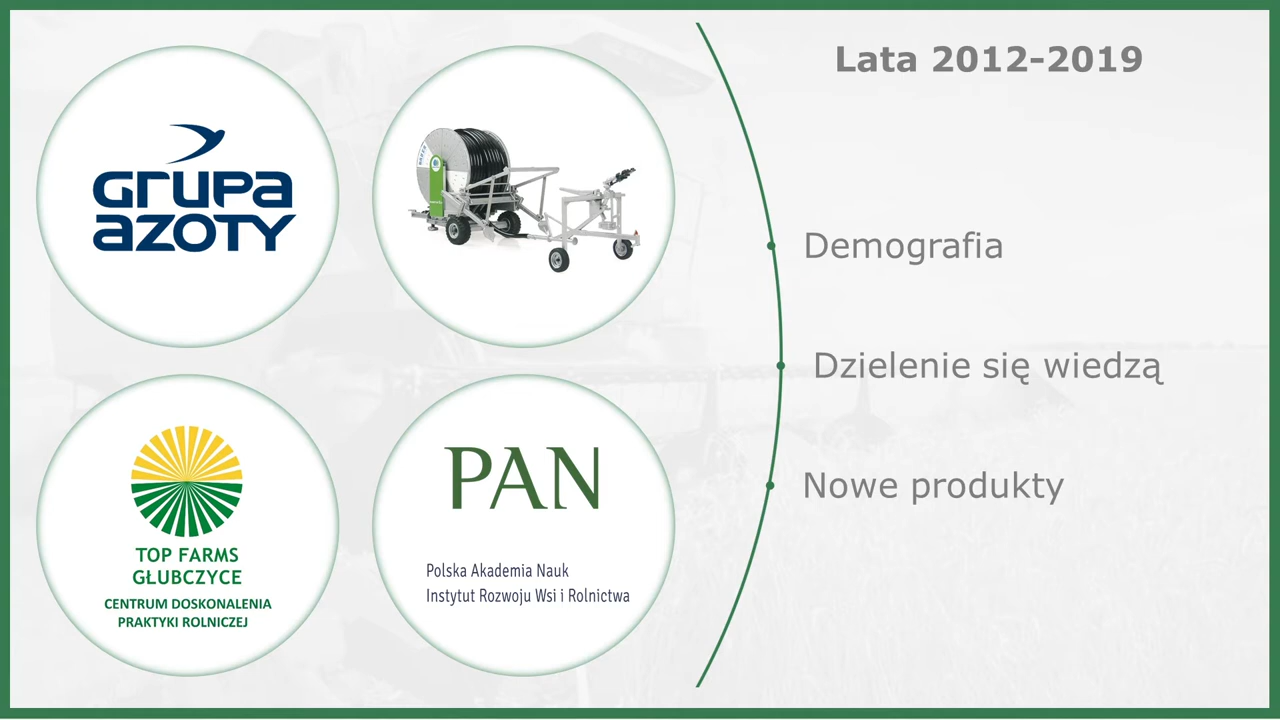 GRUPA
AZOTY
TOP FARMS
GŁUBCZYCE
CENTRUM DOSKONALENIA
PRAKTYKI ROLNICZEJ
PAN
Polska Akademia Nauk
Instytut Rozwoju Wsi i Rolnictwa
Lata 2012-2019
Demografia
Dzielenie się wiedzą
Nowe produkty